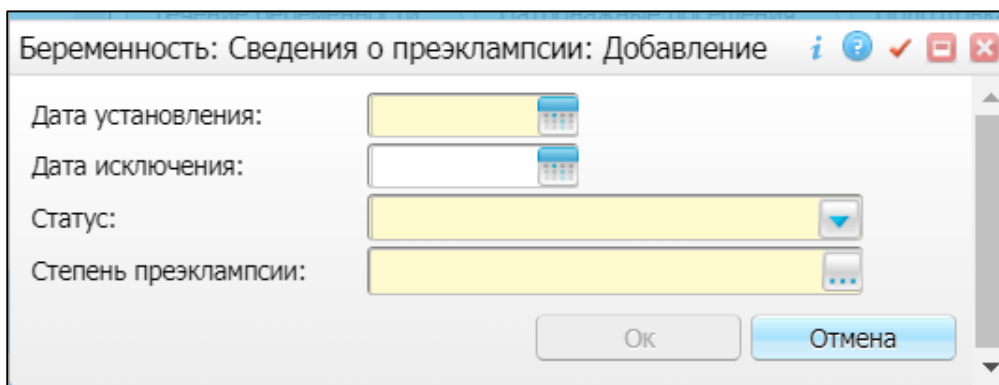 Беременность: Сведения о преэклампсии: Добавление
Дата установления:
Дата исключения:
Статус:
Степень преэклампсии:
Ок
Отмена